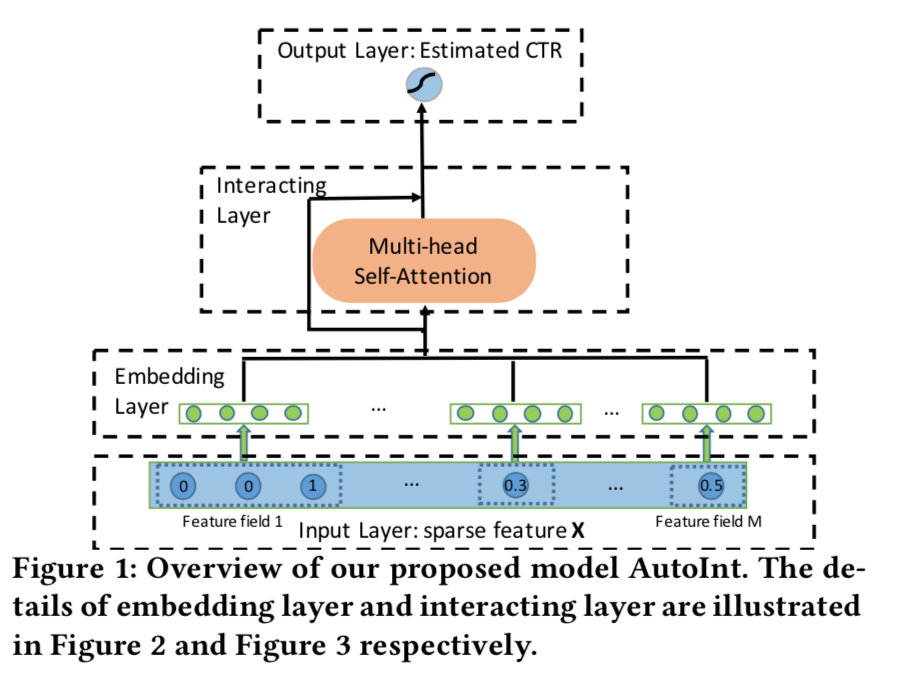 Output Layer: Estimated CTR
Interacting
Layer
Multi-head
Self-Attention
Embedding
Layer
... ...
0 0 1 ... 0.3 ... 0.5
Feature field 1 Feature field M
Input Layer: sparse feature X
Figure 1: Overview of our proposed model AutoInt. The de-
tails of embedding layer and interacting layer are illustrated
in Figure 2 and Figure 3 respectively.